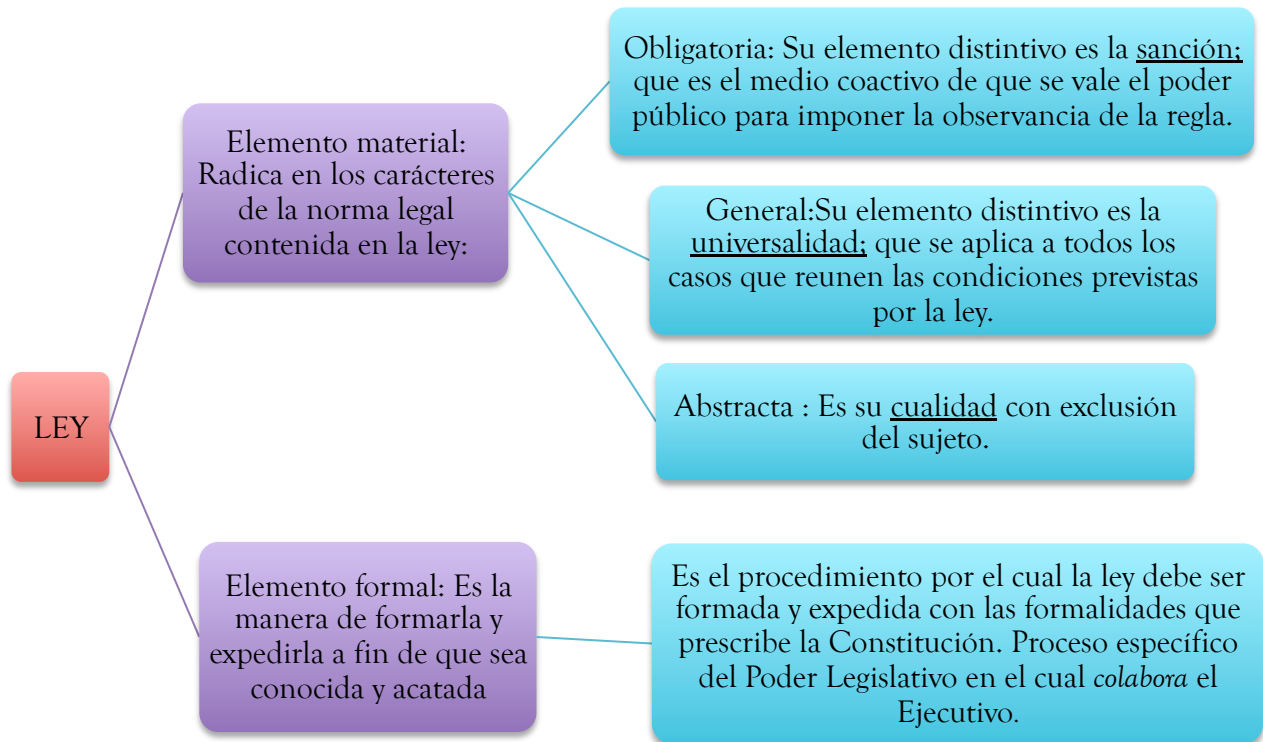 LEY
Elemento material:
Radica en los carácteres
de la norma legal
contenida en la ley:
Obligatoria: Su elemento distintivo es la sanción;
que es el medio coactivo de que se vale el poder
público para imponer la observancia de la regla.
General:Su elemento distintivo es la
universalidad; que se aplica a todos los
casos que reunen las condiciones previstas
por la ley.
Abstracta : Es su cualidad con exclusión
del sujeto.
Elemento formal: Es la
manera de formarla y
expedirla a fin de que sea
conocida y acatada
Es el procedimiento por el cual la ley debe ser
formada y expedida con las formalidades que
prescribe la Constitución. Proceso específico
del Poder Legislativo en el cual colabora el
Ejecutivo.